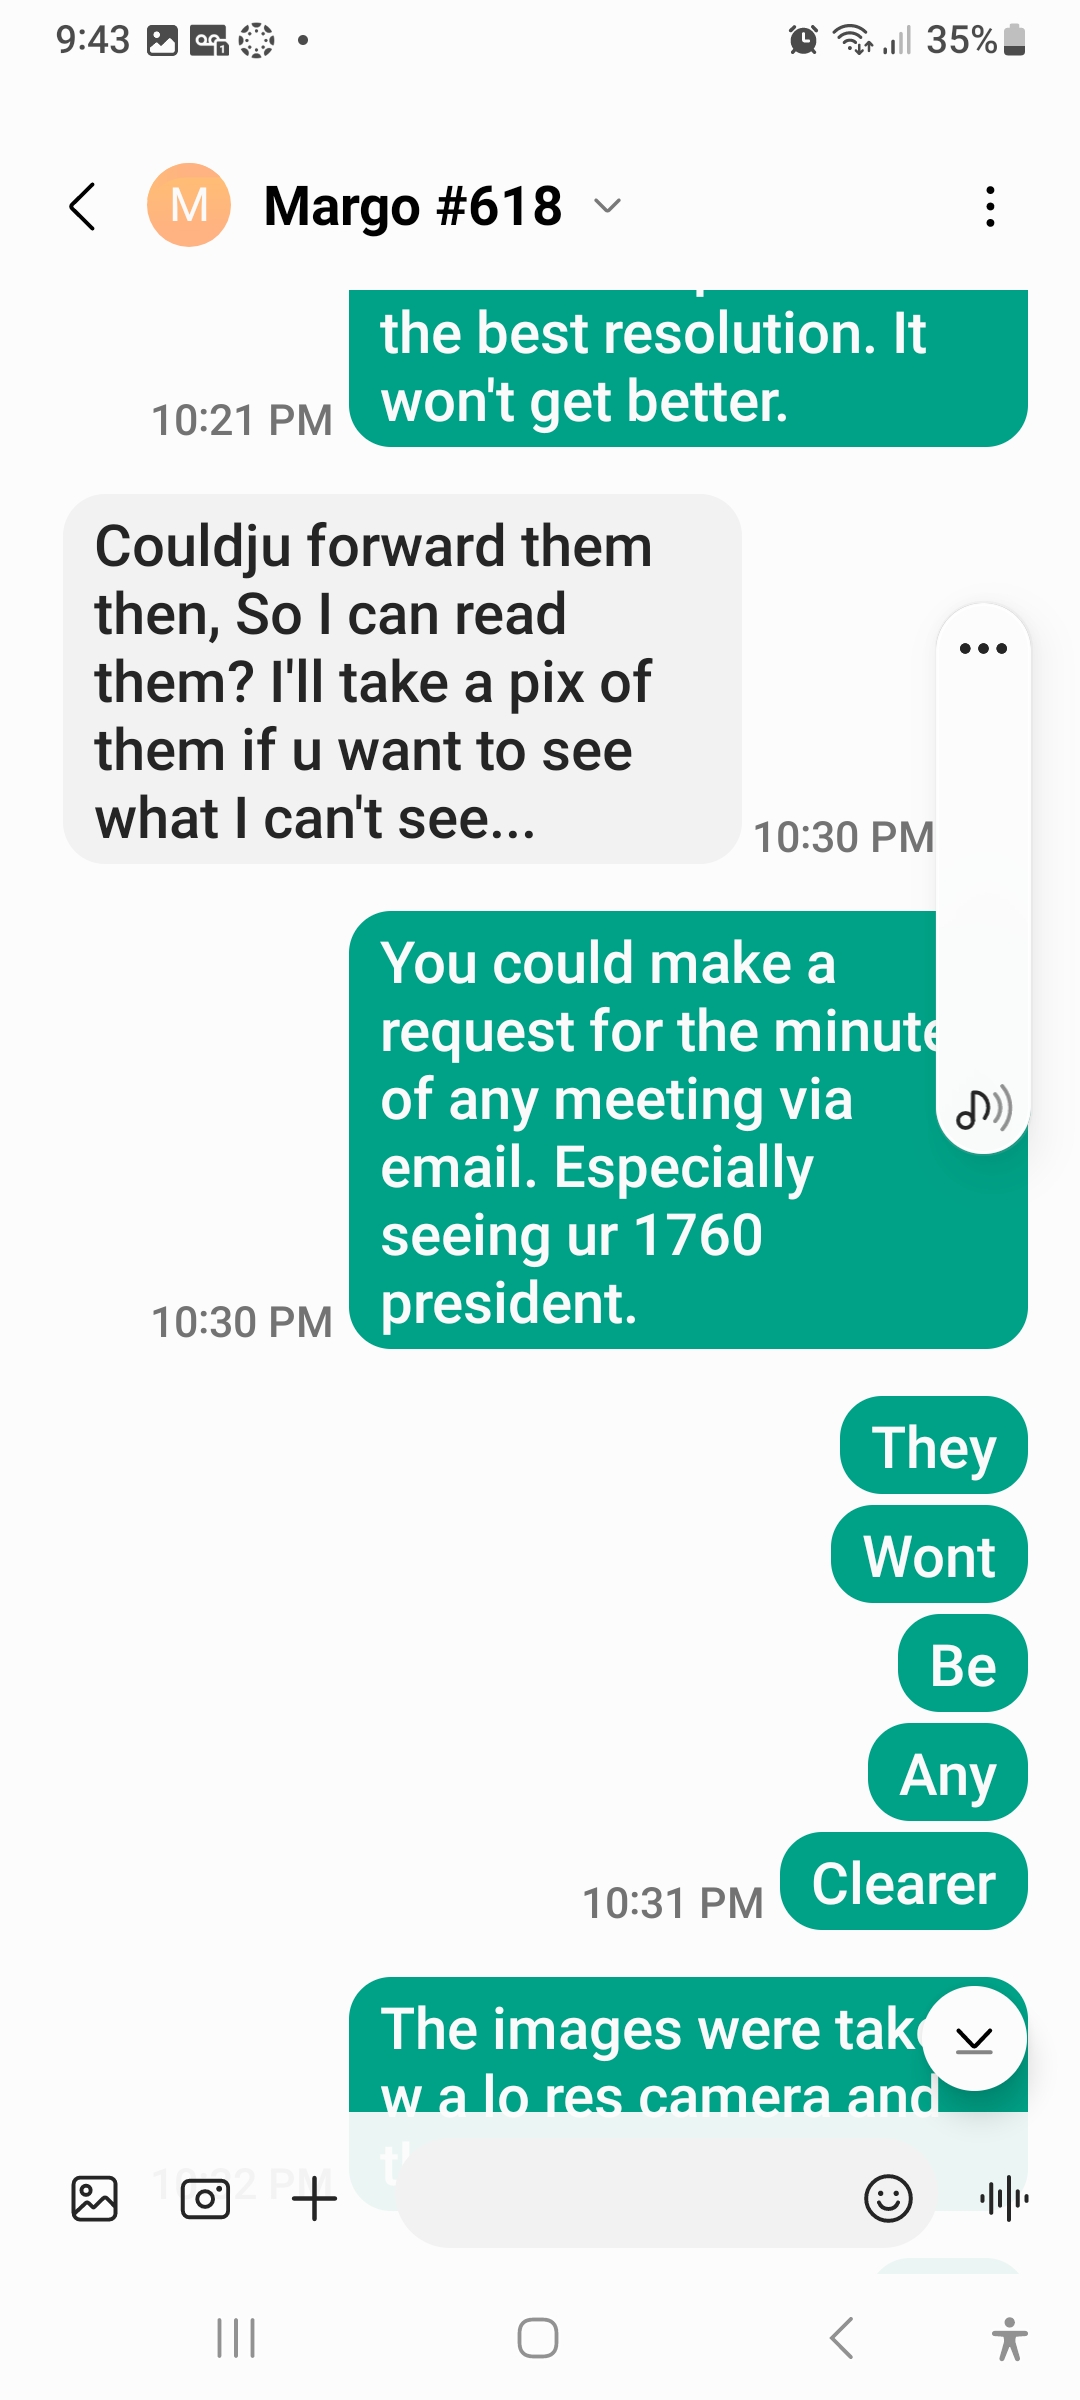 9:43
35%
M Margo #618
the best resolution. It
won't get better.
10:21 PM
Couldju forward them
then, So I can read
them? I'll take a pix of
them if u want to see
what I can't see...
10:30 PM
You could make a
request for the minute
of any meeting via
email. Especially
seeing ur 1760
president.
10:30 PM
They
Wont
Be
Any
Clearer
10:31 PM
The images were
w a lo res camera and